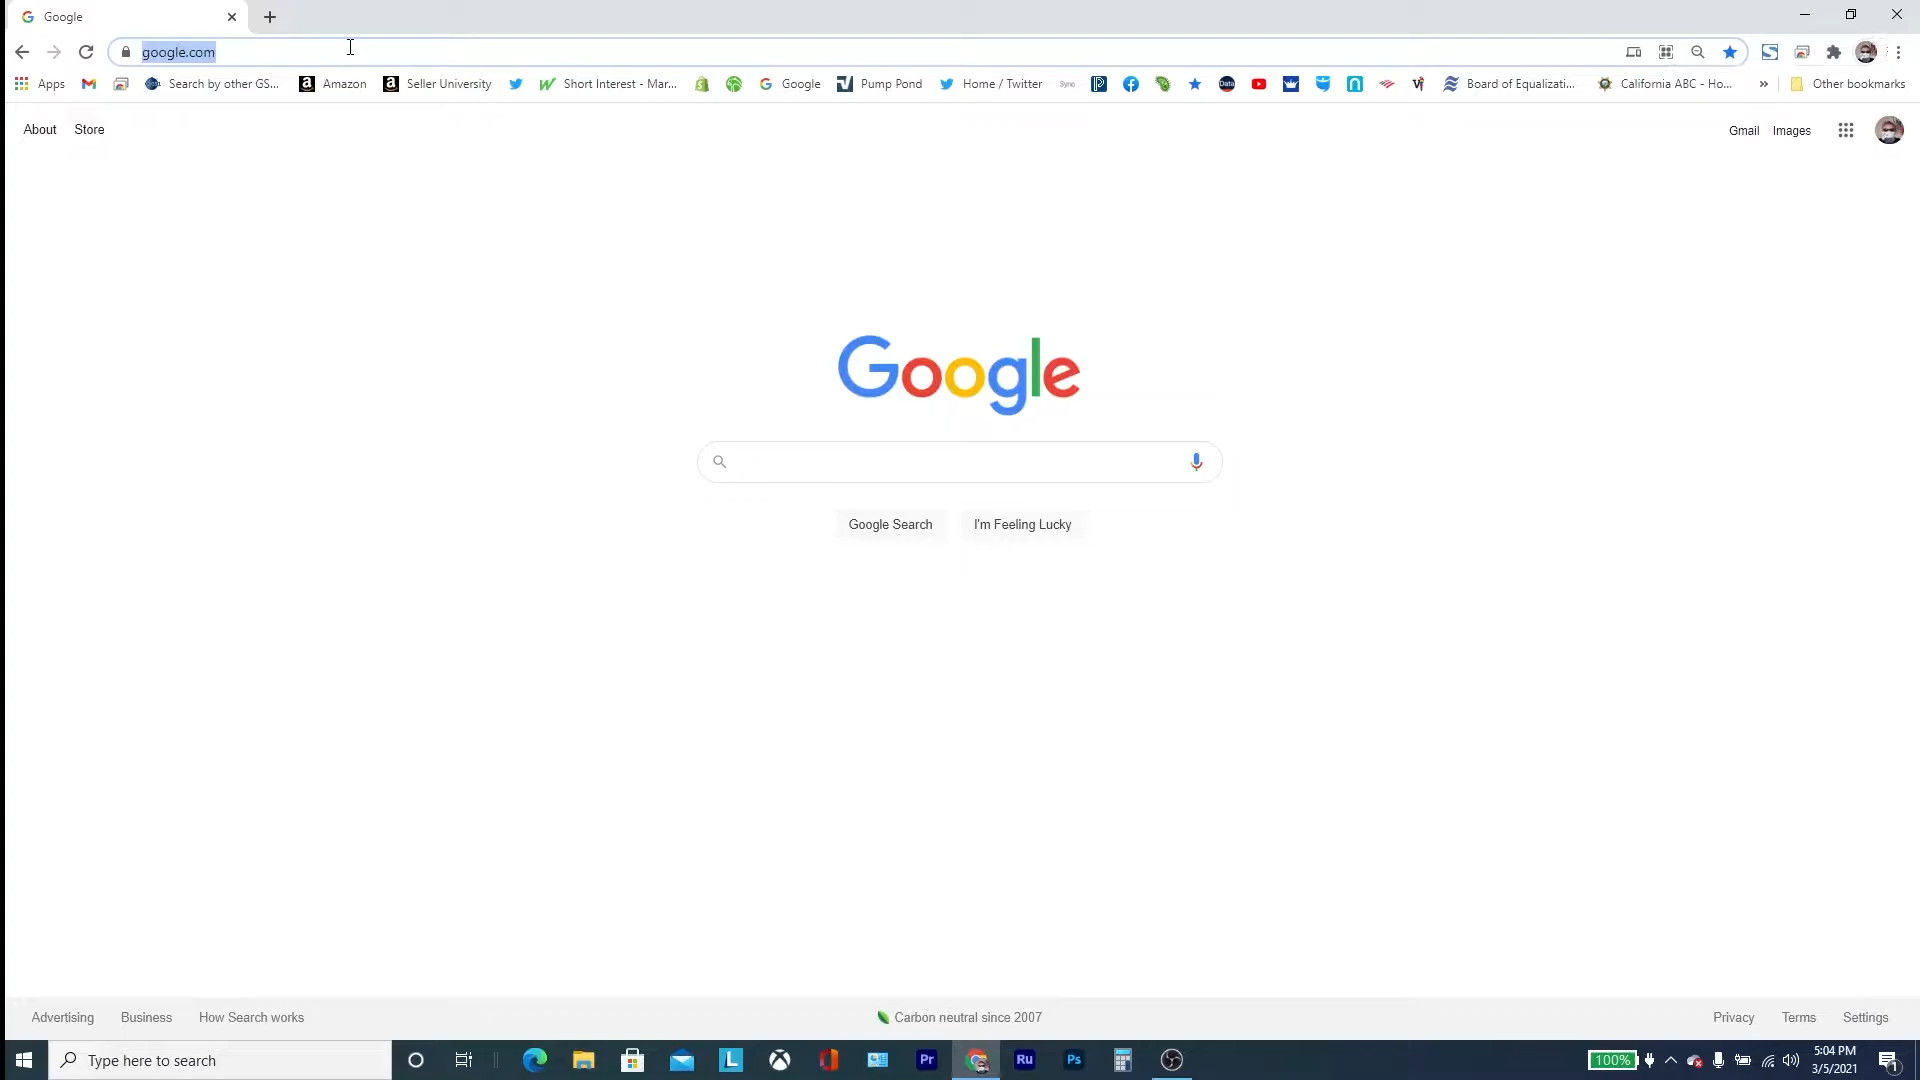 Google
google.com
Apps Search by other GS... Amazon Seller University Short Interest - Mar... Google Pump Pond Home / Twitter Sync Data Board of Equalizati... California ABC - Ho... » Other bookmarks
About Store Gmail Images
Google
Google Search I'm Feeling Lucky
Advertising Business How Search works Carbon neutral since 2007 Privacy Terms Settings
Type here to search L Pr Ru Ps 100% 5:04 PM
3/5/2021 1